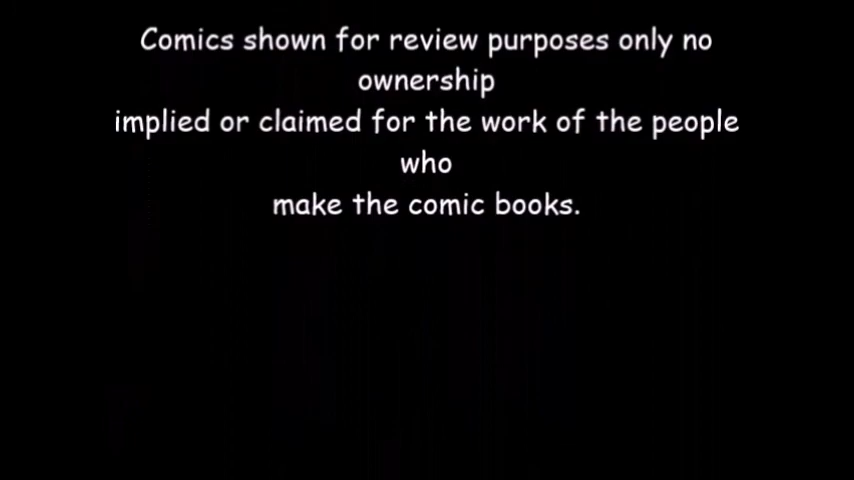 Comics shown for review purposes only no
ownership
implied or claimed for the work of the people
who
make the comic books.